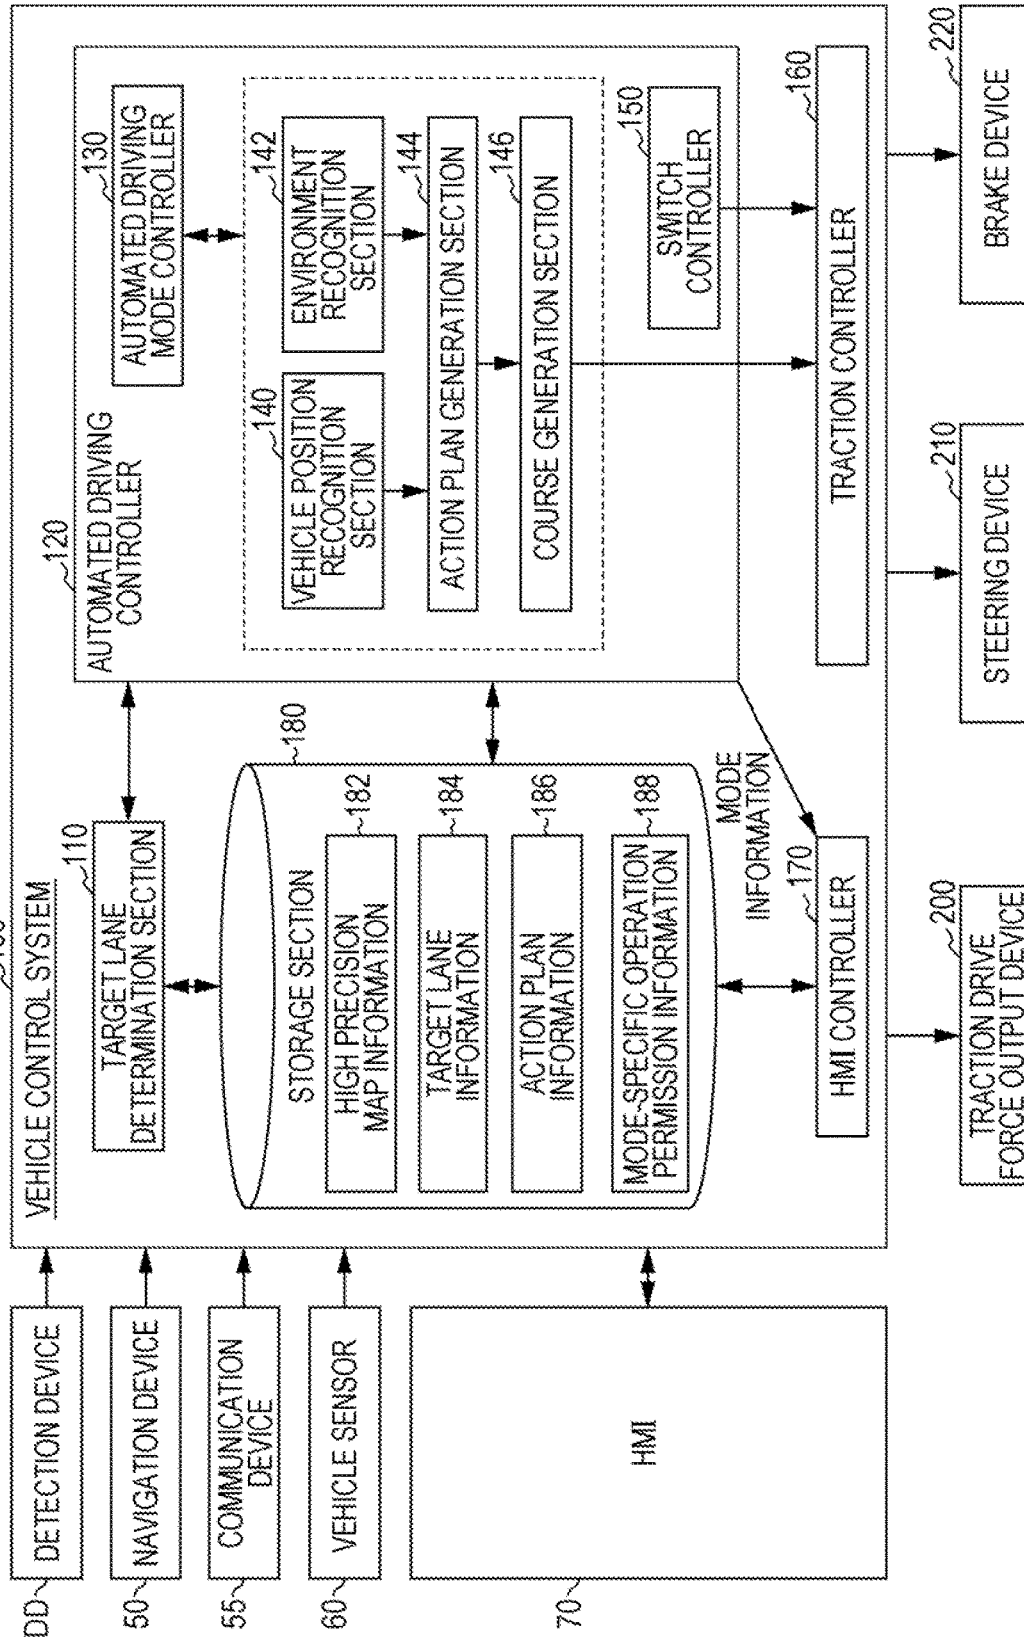 DD
DETECTION DEVICE
50
NAVIGATION DEVICE
55
COMMUNICATION
DEVICE
60
VEHICLE SENSOR
70
HMI
VEHICLE CONTROL SYSTEM
110
TARGET LANE
DETERMINATION SECTION
180
STORAGE SECTION
182
HIGH PRECISION
MAP INFORMATION
184
TARGET LANE
INFORMATION
186
ACTION PLAN
INFORMATION
188
MODE-SPECIFIC OPERATION
PERMISSION INFORMATION
MODE
INFORMATION
170
HMI CONTROLLER
120
AUTOMATED DRIVING
CONTROLLER
130
AUTOMATED DRIVING
MODE CONTROLLER
140
VEHICLE POSITION
RECOGNITION
SECTION
142
ENVIRONMENT
RECOGNITION
SECTION
144
ACTION PLAN GENERATION SECTION
146
COURSE GENERATION SECTION
150
SWITCH
CONTROLLER
160
TRACTION CONTROLLER
200
TRACTION DRIVE
FORCE OUTPUT DEVICE
210
STEERING DEVICE
220
BRAKE DEVICE